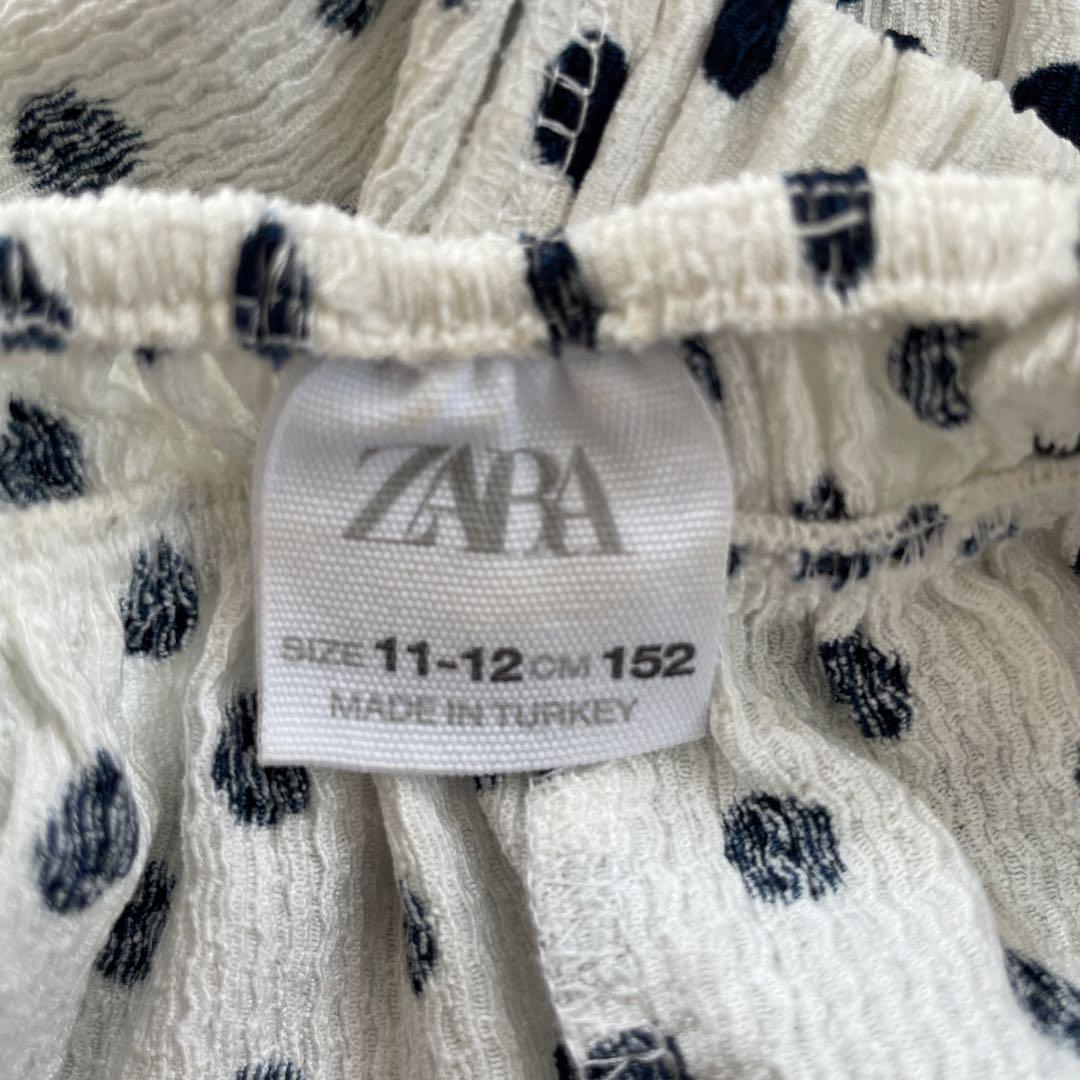 ZARA
SIZE 11-12 CM 152
MADE IN TURKEY